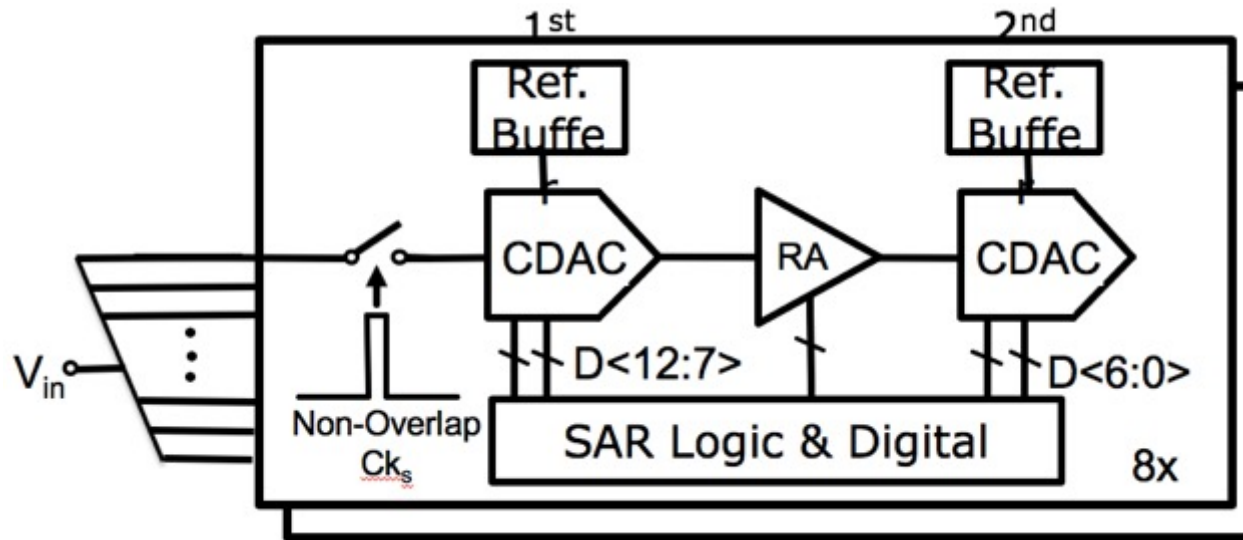 1st
2nd
Ref.
Buffe
r
Ref.
Buffe
r
CDAC
RA
CDAC
Vin
D<12:7>
D<6:0>
Non-Overlap
Cks
SAR Logic & Digital
8x